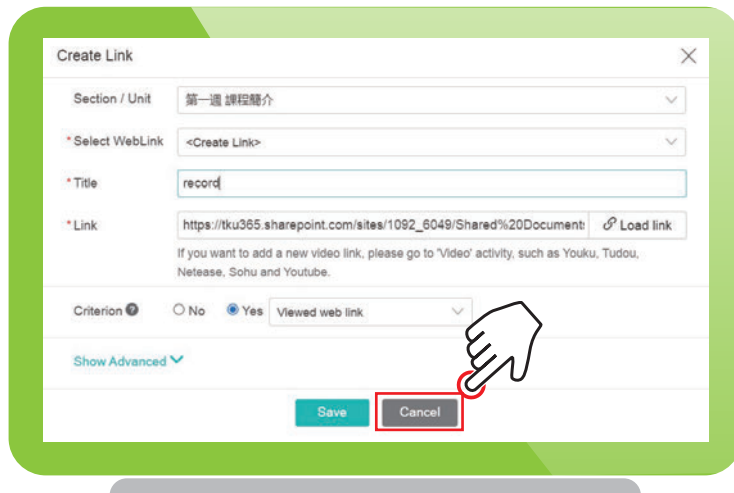 Create Link
Section / Unit 第一週 課程簡介
*Select WebLink <Create Link>
*Title record
*Link https://tku365.sharepoint.com/sites/1092_6049/Shared%20Document: Load link
If you want to add a new video link, please go to 'Video' activity, such as Youku, Tudou,
Netease, Sohu and Youtube.
Criterion ? No Yes Viewed web link
Show Advanced
Save Cancel